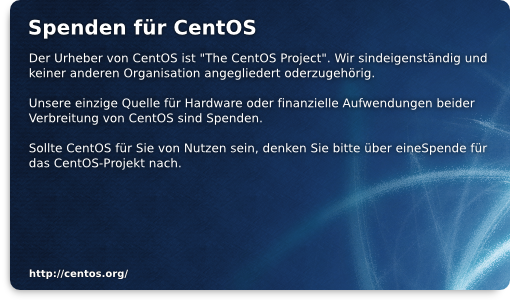 Spenden für CentOS
Der Urheber von CentOS ist "The CentOS Project". Wir sindeigenständig und
keiner anderen Organisation angegliedert oderzugehörig.
Unsere einzige Quelle für Hardware oder finanzielle Aufwendungen beider
Verbreitung von CentOS sind Spenden.
Sollte CentOS für Sie von Nutzen sein, denken Sie bitte über eineSpende für
das CentOS-Projekt nach.
http://centos.org/